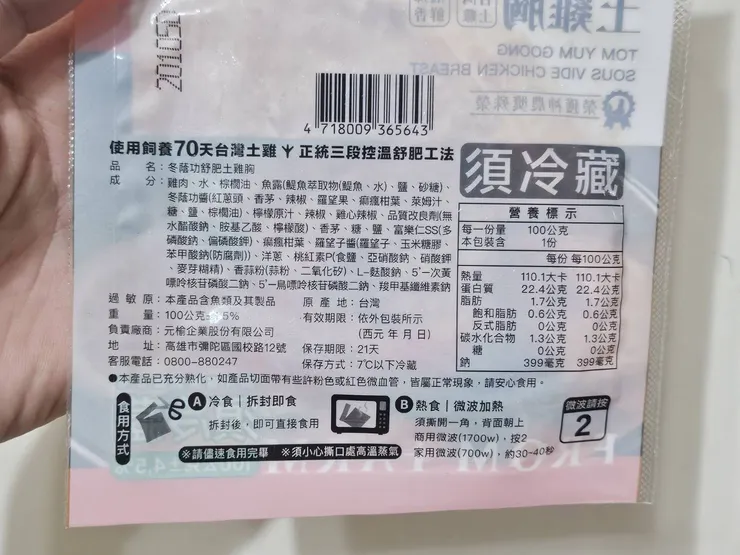 土雞胸
TOM YUM GOONG
SOUS VIDE CHICKEN BREAST
4 718009 365643
使用飼養70天台灣土雞 正統三段控溫舒肥工法
須冷藏
品 名：冬蔭功舒肥土雞胸
成 分：雞肉、水、棕櫚油、魚露(鯷魚萃取物(鯷魚、水)、鹽、砂糖)、
冬蔭功醬(紅蔥頭、香茅、辣椒、羅望果、痲瘋柑葉、萊姆汁、
糖、鹽、棕櫚油)、檸檬原汁、辣椒、雞心辣椒、品質改良劑(無
水醋酸鈉、胺基乙酸、檸檬酸)、香茅、糖、鹽、富樂仁SS(多
磷酸鈉、偏磷酸鉀)、痲瘋柑葉、羅望子醬(羅望子、玉米糖膠、
苯甲酸鈉(防腐劑))、洋蔥、桃紅素P(食鹽、亞硝酸鈉、硝酸鉀
、麥芽糊精)、香蒜粉(蒜粉、二氧化矽)、L-麩酸鈉、5'-次黃
嘌呤核苷磷酸二鈉、5'-鳥嘌呤核苷磷酸二鈉、羧甲基纖維素鈉
過 敏 原：本產品含魚類及其製品 原 產 地：台灣
重 量：100公克±4.5% 有效期限：依外包裝所示
負責廠商：元榆企業股份有限公司 (西元 年 月 日)
地 址：高雄市彌陀區國校路12號 保存期限：21天
客服電話：0800-880247 保存方式：7℃以下冷藏
營養標示
每一份量 100公克
本包裝含 1份
每份 每100公克
熱量 110.1大卡 110.1大卡
蛋白質 22.4公克 22.4公克
脂肪 1.7公克 1.7公克
飽和脂肪 0.6公克 0.6公克
反式脂肪 0公克 0公克
碳水化合物 1.3公克 1.3公克
糖 0公克 0公克
鈉 399毫克 399毫克
●本產品已充分熟化，如產品切面帶有些許粉色或紅色微血管，皆屬正常現象，請安心食用。
食用方式
A 冷食｜拆封即食
拆封後，即可直接食用
B 熱食｜微波加熱
須撕開一角，背面朝上
商用微波(1700w)，按2
家用微波(700w)，約30-40秒
微波請按
2
※請儘速食用完畢 ※須小心撕口處高溫蒸氣
FROM FARM